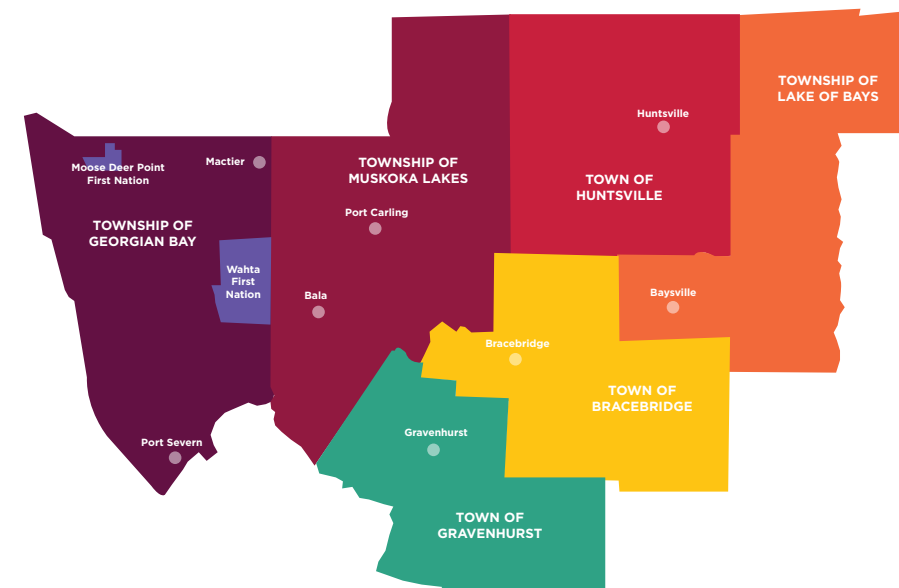 TOWNSHIP OF
LAKE OF BAYS
Huntsville
Moose Deer Point
First Nation
Mactier
TOWNSHIP OF
MUSKOKA LAKES
TOWN OF
HUNTSVILLE
Port Carling
TOWNSHIP OF
GEORGIAN BAY
Wahta
First
Nation
Bala
Baysville
Bracebridge
TOWN OF
BRACEBRIDGE
Gravenhurst
Port Severn
TOWN OF
GRAVENHURST